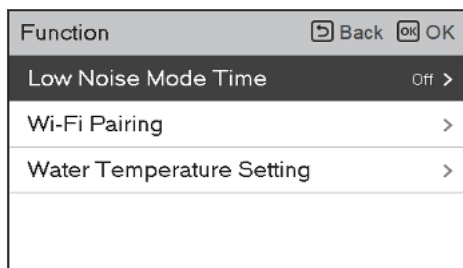 Function Back OK OK
Low Noise Mode Time Off >
Wi-Fi Pairing >
Water Temperature Setting >